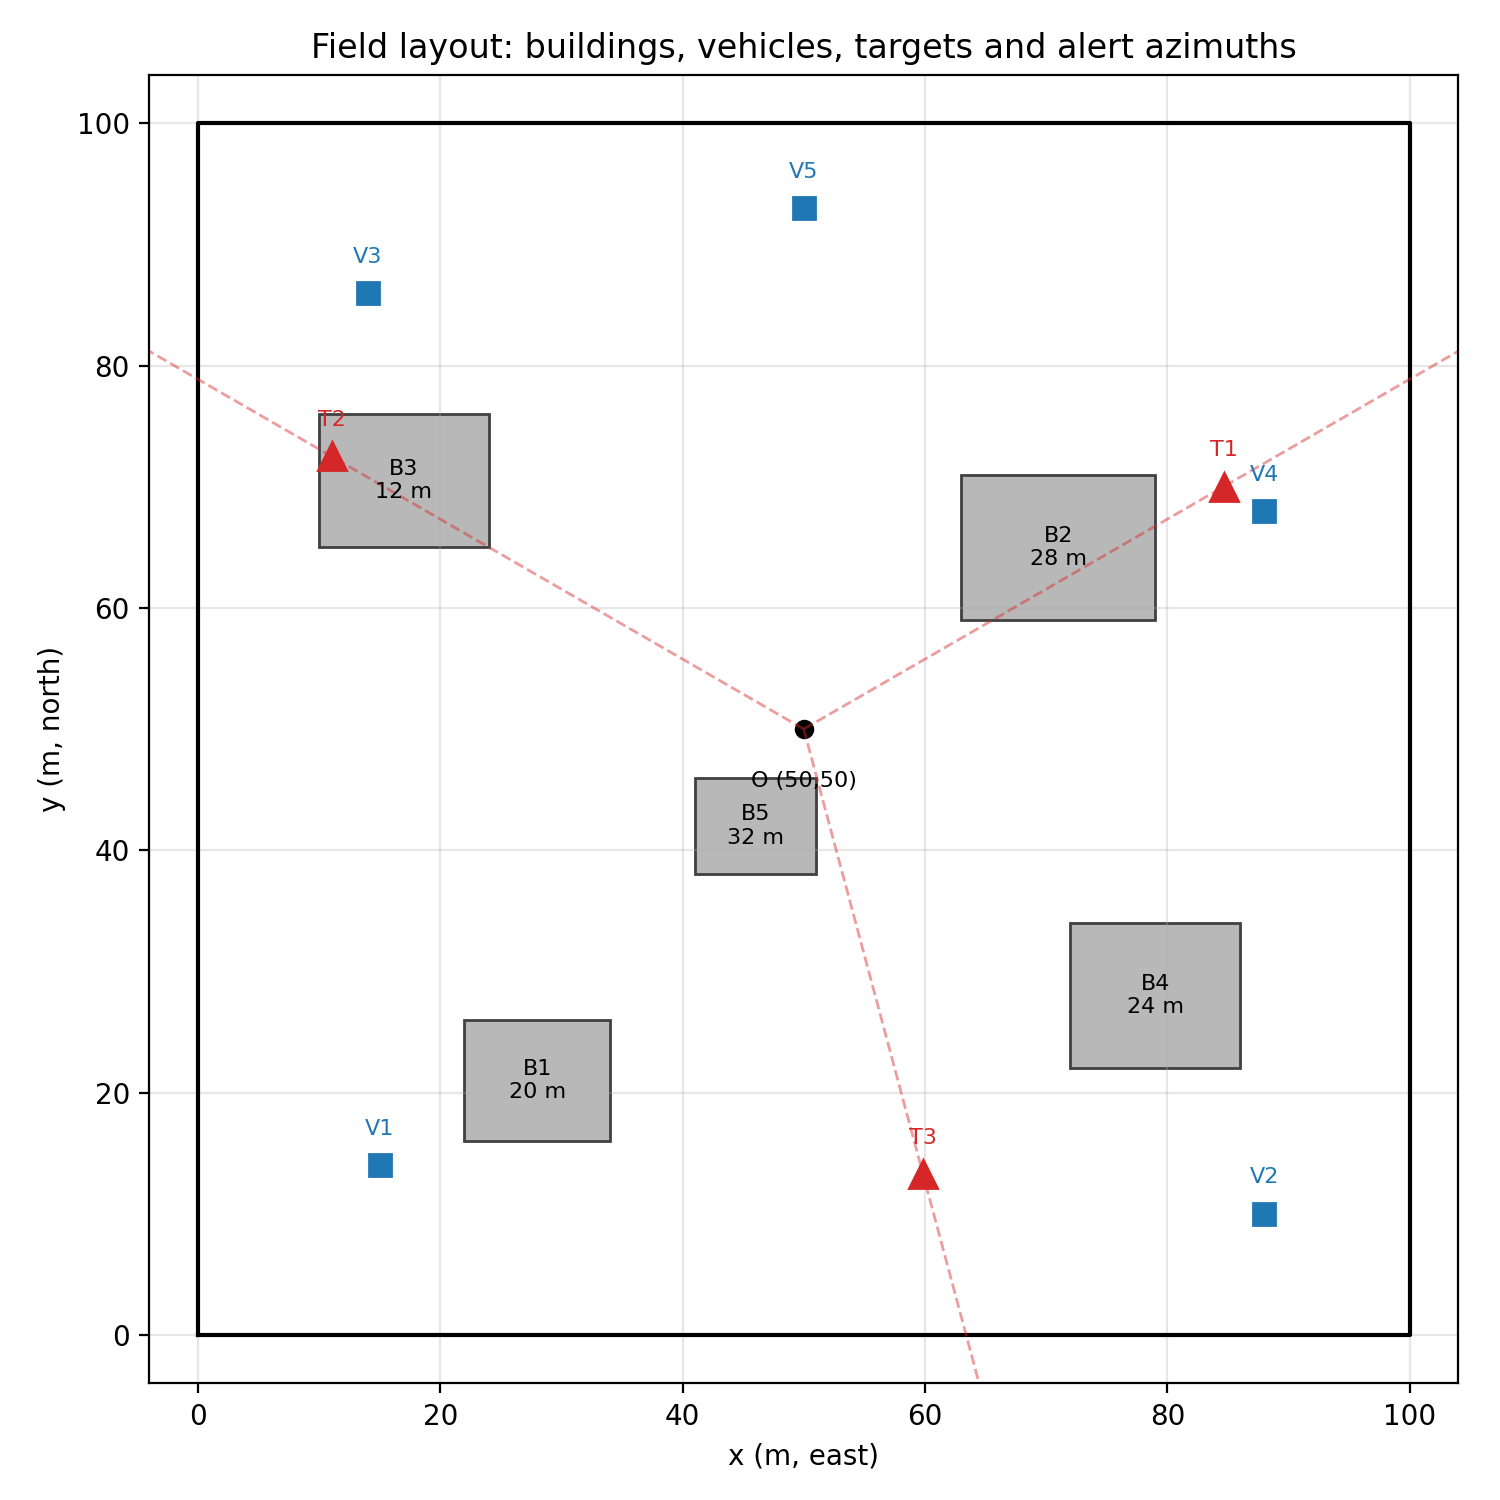 Field layout: buildings, vehicles, targets and alert azimuths
100
80
60
40
20
0
y (m, north)
V5
V3
T2
B3
12 m
T1
V4
B2
28 m
O (50,50)
B5
32 m
B4
24 m
B1
20 m
V1
T3
V2
0
20
40
60
80
100
x (m, east)